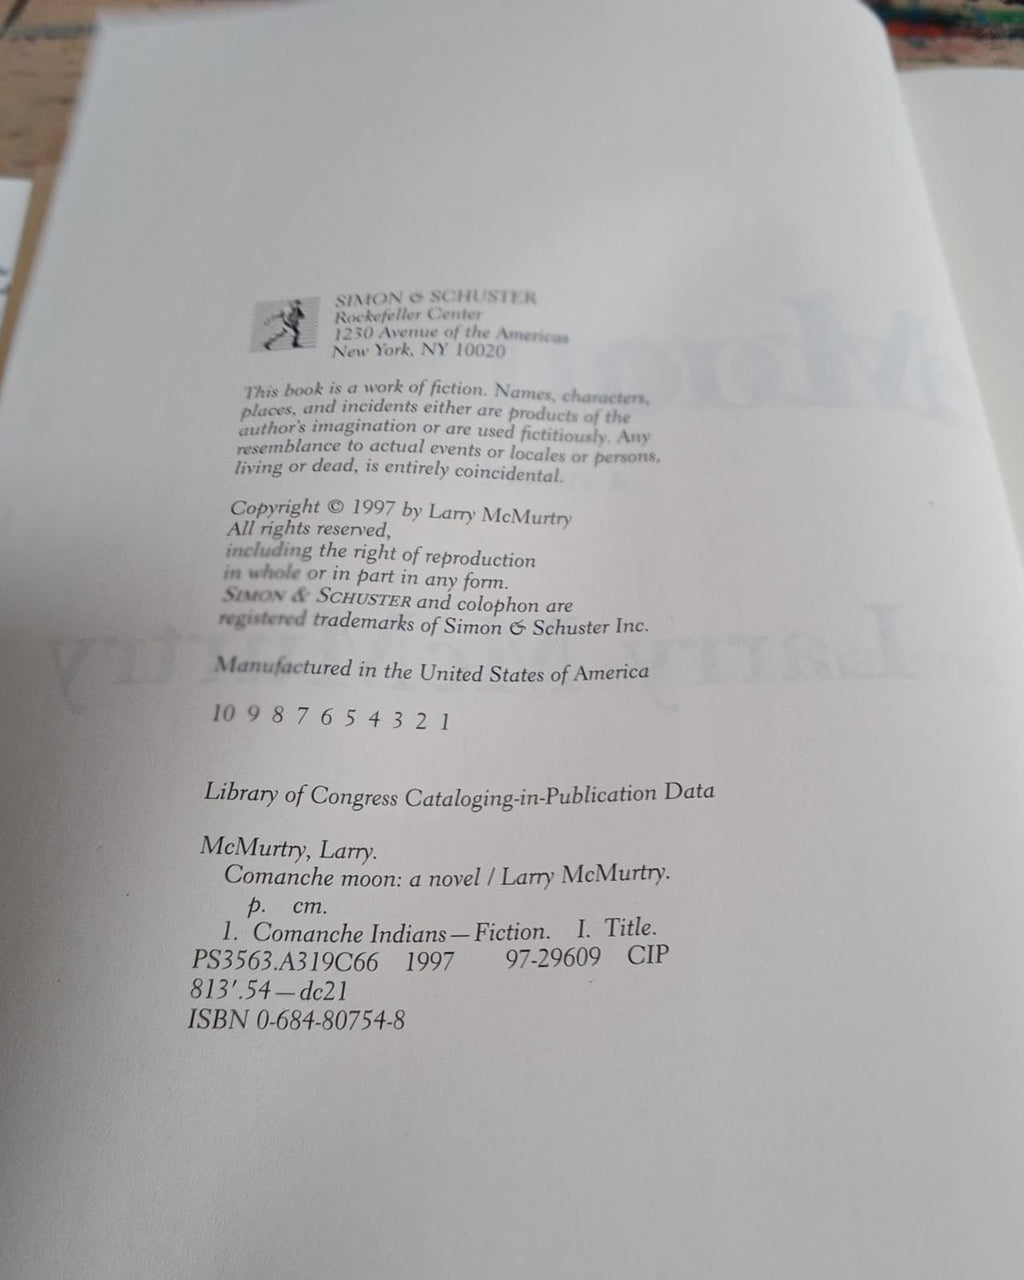 SIMON & SCHUSTER
Rockefeller Center
1230 Avenue of the Americas
New York, NY 10020
This book is a work of fiction. Names, characters,
places, and incidents either are products of the
author's imagination or are used fictitiously. Any
resemblance to actual events or locales or persons,
living or dead, is entirely coincidental.
Copyright © 1997 by Larry McMurtry
All rights reserved,
including the right of reproduction
in whole or in part in any form.
SIMON & SCHUSTER and colophon are
registered trademarks of Simon & Schuster Inc.
Manufactured in the United States of America
10 9 8 7 6 5 4 3 2 1
Library of Congress Cataloging-in-Publication Data
McMurtry, Larry.
Comanche moon: a novel / Larry McMurtry.
p. cm.
1. Comanche Indians—Fiction. I. Title.
PS3563.A319C66 1997 97-29609 CIP
813'.54—dc21
ISBN 0-684-80754-8